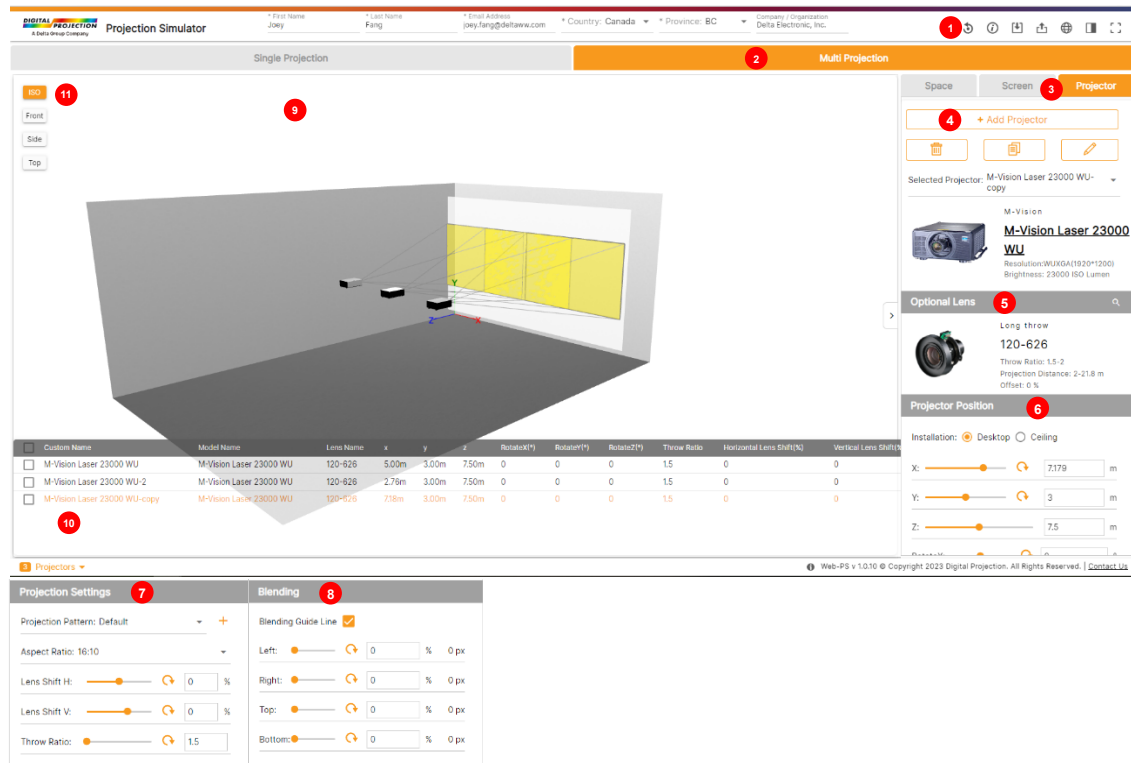 DIGITAL PROJECTION
A Delta Group Company
Projection Simulator
* First Name
Joey
* Last Name
Fang
* Email Address
joey.fang@deltaww.com
* Country: Canada
* Province: BC
Company / Organization
Delta Electronic, Inc.
1
Single Projection
2
Multi Projection
ISO
11
Front
Side
Top
9
Space
Screen
3
Projector
4
+ Add Projector
Selected Projector: M-Vision Laser 23000 WU-
copy
M-Vision
M-Vision Laser 23000
WU
Resolution:WUXGA(1920*1200)
Brightness: 23000 ISO Lumen
Y
Z
X
Optional Lens
5
Long throw
120-626
Throw Ratio: 1.5-2
Projection Distance: 2-21.8 m
Offset: 0 %
Projector Position
6
Installation: Desktop Ceiling
X: 7.179 m
Y: 3 m
Z: 7.5 m
Custom Name Model Name Lens Name x y z RotateX(°) RotateY(°) RotateZ(°) Throw Ratio Horizontal Lens Shift(%) Vertical Lens Shift(%
M-Vision Laser 23000 WU M-Vision Laser 23000 WU 120-626 5.00m 3.00m 7.50m 0 0 0 1.5 0 0
M-Vision Laser 23000 WU-2 M-Vision Laser 23000 WU 120-626 2.76m 3.00m 7.50m 0 0 0 1.5 0 0
M-Vision Laser 23000 WU-copy M-Vision Laser 23000 WU 120-626 7.18m 3.00m 7.50m 0 0 0 1.5 0 0
10
3 Projectors
Web-PS v 1.0.10 © Copyright 2023 Digital Projection. All Rights Reserved. | Contact Us
Projection Settings
7
Projection Pattern: Default +
Aspect Ratio: 16:10
Lens Shift H: 0 %
Lens Shift V: 0 %
Throw Ratio: 1.5
Blending
8
Blending Guide Line
Left: 0 % 0 px
Right: 0 % 0 px
Top: 0 % 0 px
Bottom: 0 % 0 px